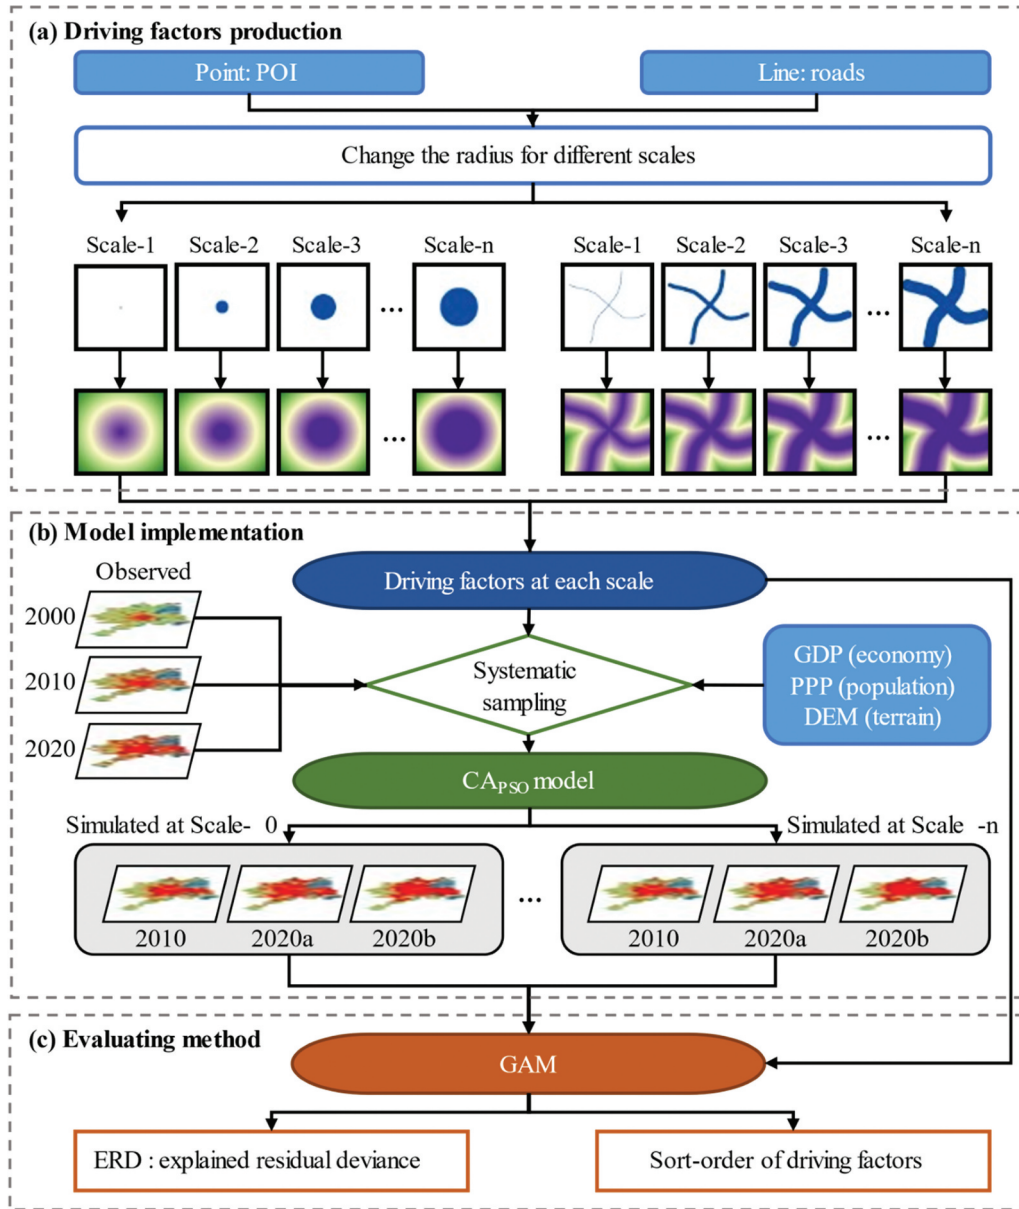 (a) Driving factors production
Point: POI
Line: roads
Change the radius for different scales
Scale-1
Scale-2
Scale-3
Scale-n
Scale-1
Scale-2
Scale-3
Scale-n
...
...
...
...
(b) Model implementation
Observed
2000
2010
2020
Driving factors at each scale
Systematic
sampling
GDP (economy)
PPP (population)
DEM (terrain)
CAPSO model
Simulated at Scale- 0
Simulated at Scale -n
2010
2020a
2020b
...
2010
2020a
2020b
(c) Evaluating method
GAM
ERD : explained residual deviance
Sort-order of driving factors